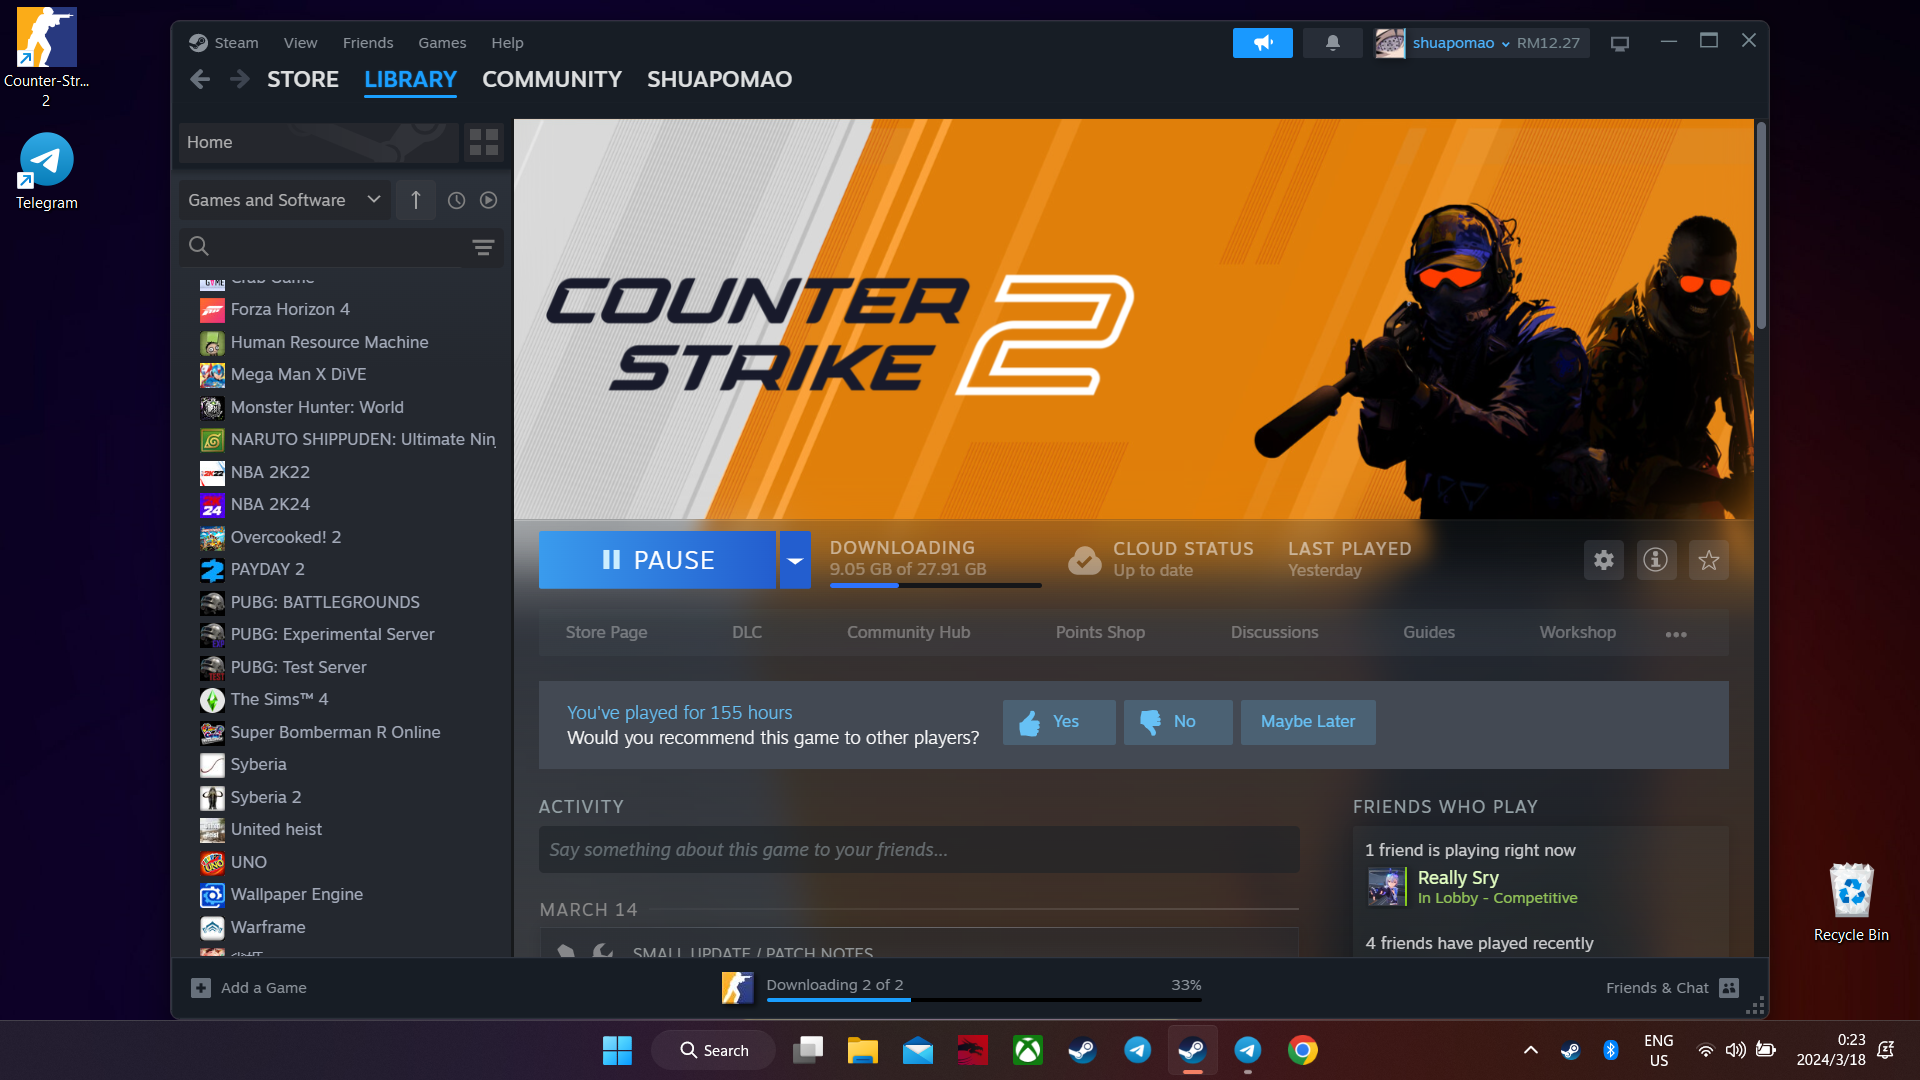 Counter-Str...
2
Telegram
Steam
View
Friends
Games
Help
shuapomao
RM12.27
STORE
LIBRARY
COMMUNITY
SHUAPOMAO
Home
Games and Software
Forza Horizon 4
Human Resource Machine
Mega Man X DiVE
Monster Hunter: World
NARUTO SHIPPUDEN: Ultimate Nin
NBA 2K22
NBA 2K24
Overcooked! 2
PAYDAY 2
PUBG: BATTLEGROUNDS
PUBG: Experimental Server
PUBG: Test Server
The Sims™ 4
Super Bomberman R Online
Syberia
Syberia 2
United heist
UNO
Wallpaper Engine
Warframe
COUNTER
STRIKE 2
PAUSE
DOWNLOADING
9.05 GB of 27.91 GB
CLOUD STATUS
Up to date
LAST PLAYED
Yesterday
Store Page
DLC
Community Hub
Points Shop
Discussions
Guides
Workshop
You've played for 155 hours
Would you recommend this game to other players?
Yes
No
Maybe Later
ACTIVITY
Say something about this game to your friends...
MARCH 14
SMALL UPDATE / PATCH NOTES
FRIENDS WHO PLAY
1 friend is playing right now
Really Sry
In Lobby - Competitive
4 friends have played recently
Add a Game
Downloading 2 of 2
33%
Friends & Chat
Recycle Bin
Search
ENG
US
0:23
2024/3/18